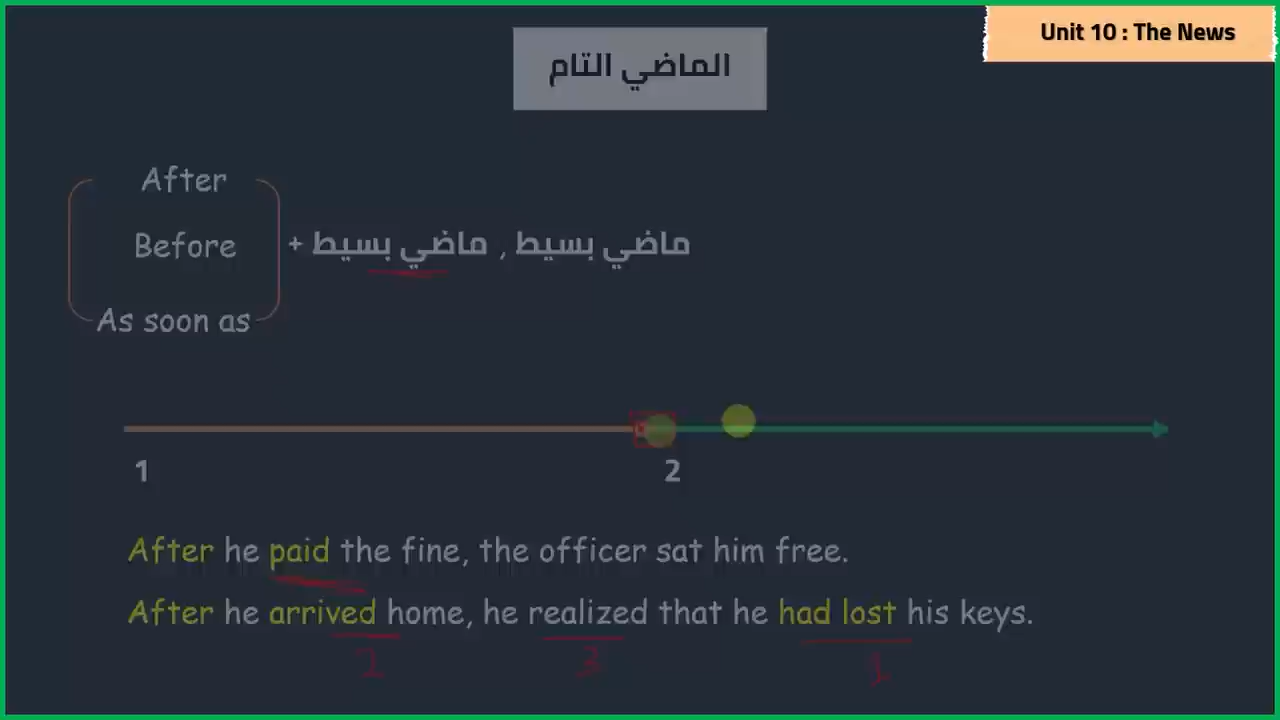 Unit 10 : The News
الماضي التام
After
Before
+ ماضي بسيط , ماضي بسيط
As soon as
1
2
After he paid the fine, the officer sat him free.
After he arrived home, he realized that he had lost his keys.
2 3 1